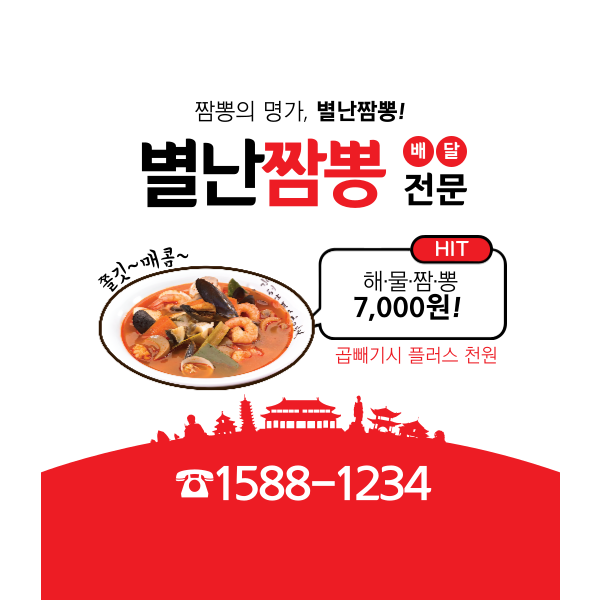 짬뽕의 명가, 별난짬뽕!
별난짬뽕
배달
전문
쫄깃~매콤~
HIT
해·물·짬·뽕
7,000원!
곱빼기시 플러스 천원
☎1588-1234